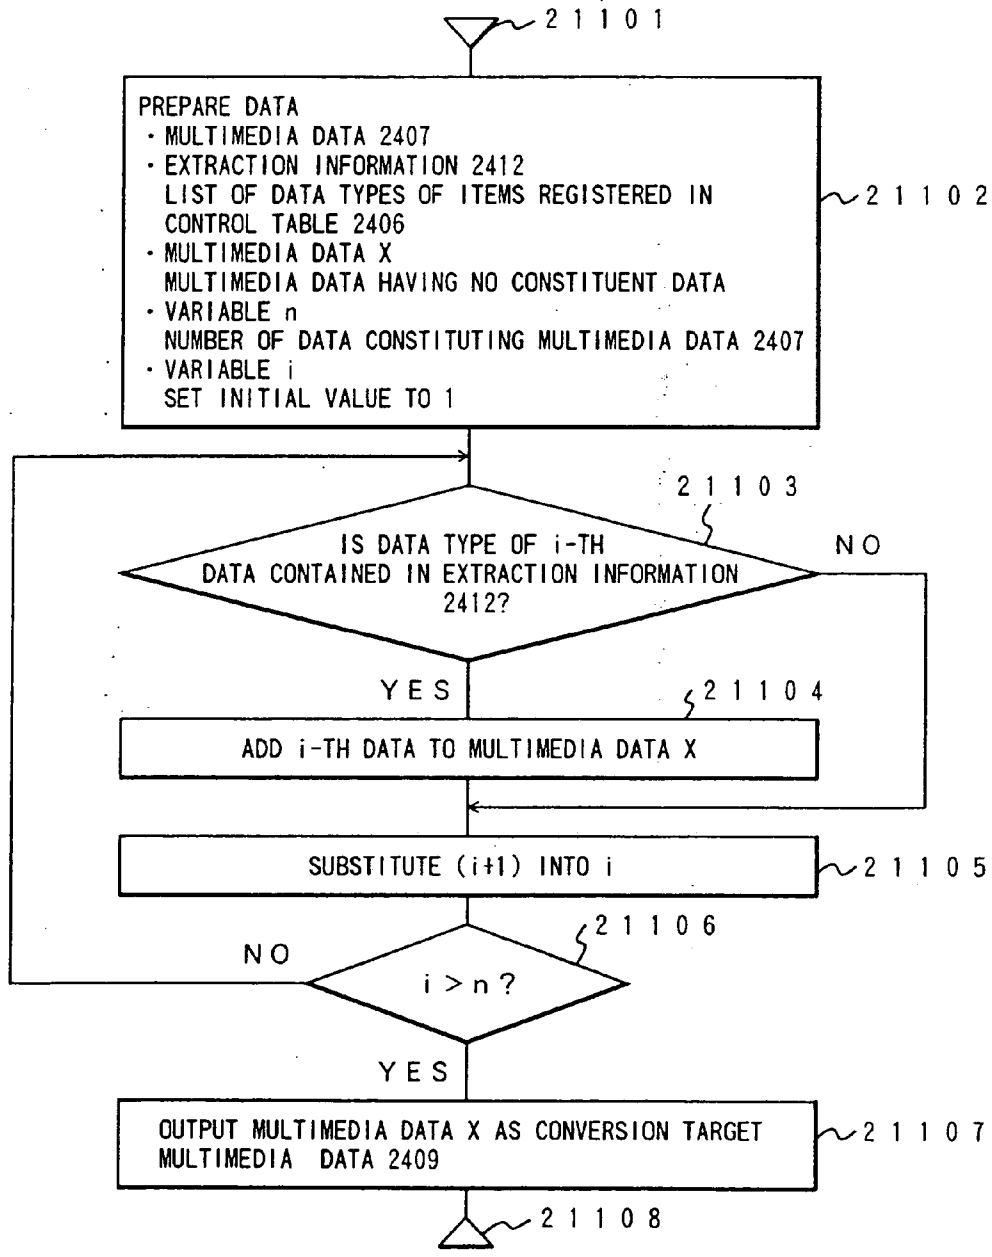 21101
PREPARE DATA
・MULTIMEDIA DATA 2407
・EXTRACTION INFORMATION 2412
LIST OF DATA TYPES OF ITEMS REGISTERED IN
CONTROL TABLE 2406
・MULTIMEDIA DATA X
MULTIMEDIA DATA HAVING NO CONSTITUENT DATA
・VARIABLE n
NUMBER OF DATA CONSTITUTING MULTIMEDIA DATA 2407
・VARIABLE i
SET INITIAL VALUE TO 1
21102
21103
IS DATA TYPE OF i-TH
DATA CONTAINED IN EXTRACTION INFORMATION
2412?
NO
YES
21104
ADD i-TH DATA TO MULTIMEDIA DATA X
SUBSTITUTE (i+1) INTO i
21105
21106
NO
i > n ?
YES
OUTPUT MULTIMEDIA DATA X AS CONVERSION TARGET
MULTIMEDIA DATA 2409
21107
21108